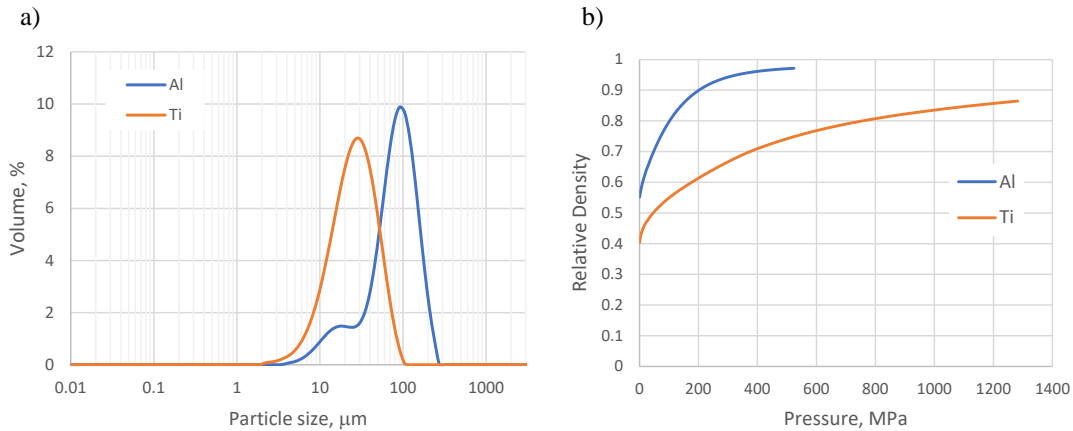 a)
12
10
8
6
4
2
0
Volume, %
Al
Ti
0.01 0.1 1 10 100 1000
Particle size, μm
b)
1
0.9
0.8
0.7
0.6
0.5
0.4
0.3
0.2
0.1
0
Relative Density
Al
Ti
0 200 400 600 800 1000 1200 1400
Pressure, MPa